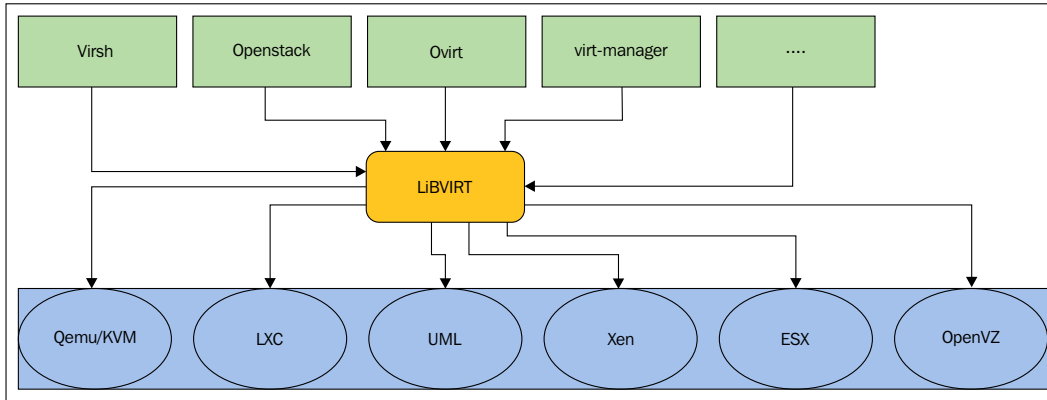 Virsh
Openstack
Ovirt
virt-manager
....
LiBVIRT
Qemu/KVM
LXC
UML
Xen
ESX
OpenVZ